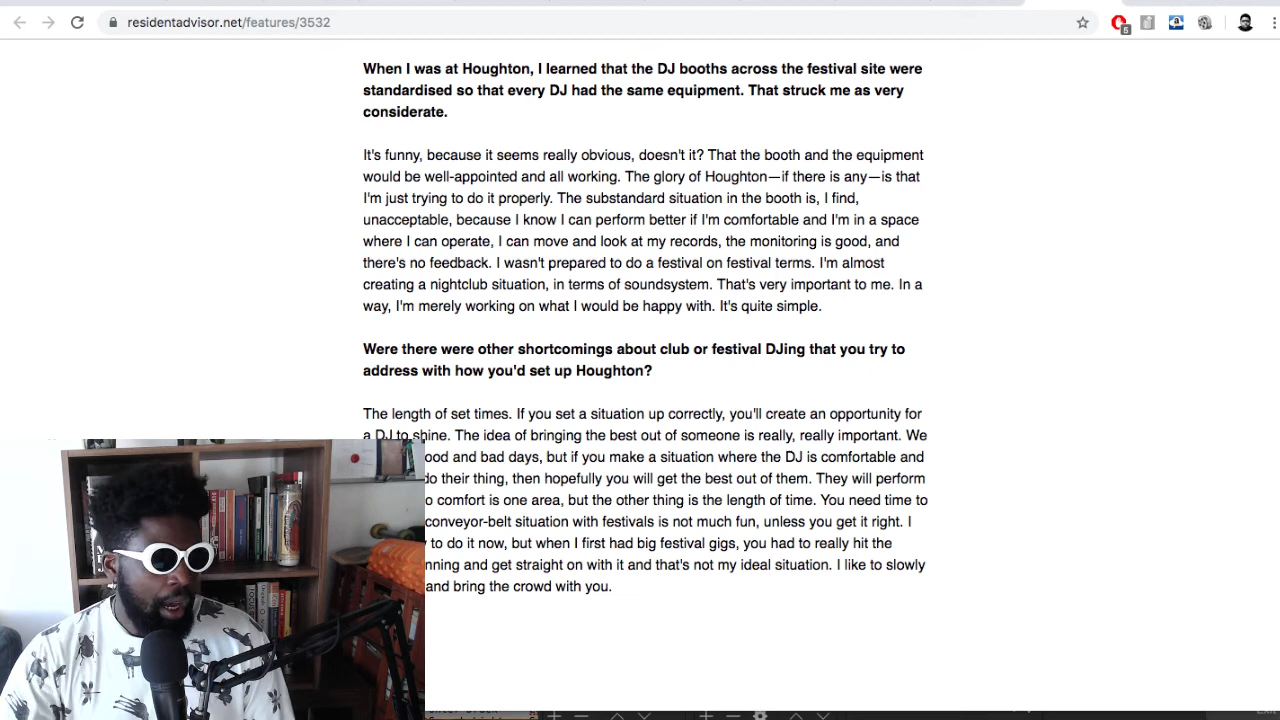 residentadvisor.net/features/3532
5
When I was at Houghton, I learned that the DJ booths across the festival site were
standardised so that every DJ had the same equipment. That struck me as very
considerate.
It's funny, because it seems really obvious, doesn't it? That the booth and the equipment
would be well-appointed and all working. The glory of Houghton—if there is any—is that
I'm just trying to do it properly. The substandard situation in the booth is, I find,
unacceptable, because I know I can perform better if I'm comfortable and I'm in a space
where I can operate, I can move and look at my records, the monitoring is good, and
there's no feedback. I wasn't prepared to do a festival on festival terms. I'm almost
creating a nightclub situation, in terms of soundsystem. That's very important to me. In a
way, I'm merely working on what I would be happy with. It's quite simple.
Were there were other shortcomings about club or festival DJing that you try to
address with how you'd set up Houghton?
The length of set times. If you set a situation up correctly, you'll create an opportunity for
a DJ to shine. The idea of bringing the best out of someone is really, really important. We
ood and bad days, but if you make a situation where the DJ is comfortable and
do their thing, then hopefully you will get the best out of them. They will perform
o comfort is one area, but the other thing is the length of time. You need time to
conveyor-belt situation with festivals is not much fun, unless you get it right. I
y to do it now, but when I first had big festival gigs, you had to really hit the
nning and get straight on with it and that's not my ideal situation. I like to slowly
and bring the crowd with you.